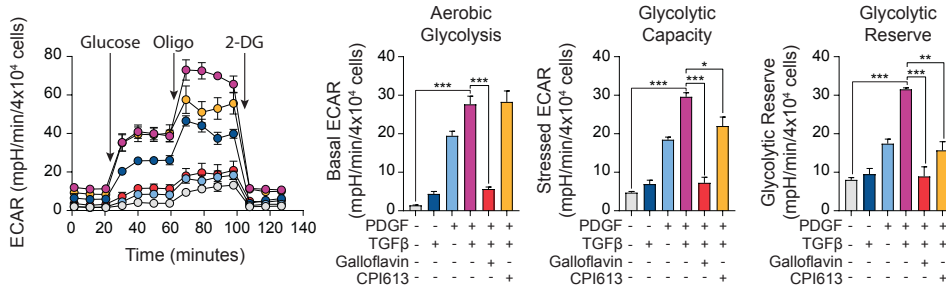 Glucose Oligo 2-DG
ECAR (mpH/min/4x10⁴ cells)
80
60
40
20
0
0 20 40 60 80 100 120 140
Time (minutes)
Aerobic
Glycolysis
Basal ECAR
(mpH/min/4x10⁴ cells)
40
30
20
10
0
*** ***
PDGF - - + + + +
TGFβ - + - + + +
Galloflavin - - - - + -
CPI613 - - - - - +
Glycolytic
Capacity
Stressed ECAR
(mpH/min/4x10⁴ cells)
40
30
20
10
0
*
*** ***
PDGF - - + + + +
TGFβ - + - + + +
Galloflavin - - - - + -
CPI613 - - - - - +
Glycolytic
Reserve
Glycolytic Reserve
(mpH/min/4x10⁴ cells)
40
30
20
10
0
**
*** ***
PDGF - - + + + +
TGFβ - + - + + +
Galloflavin - - - - + -
CPI613 - - - - - +